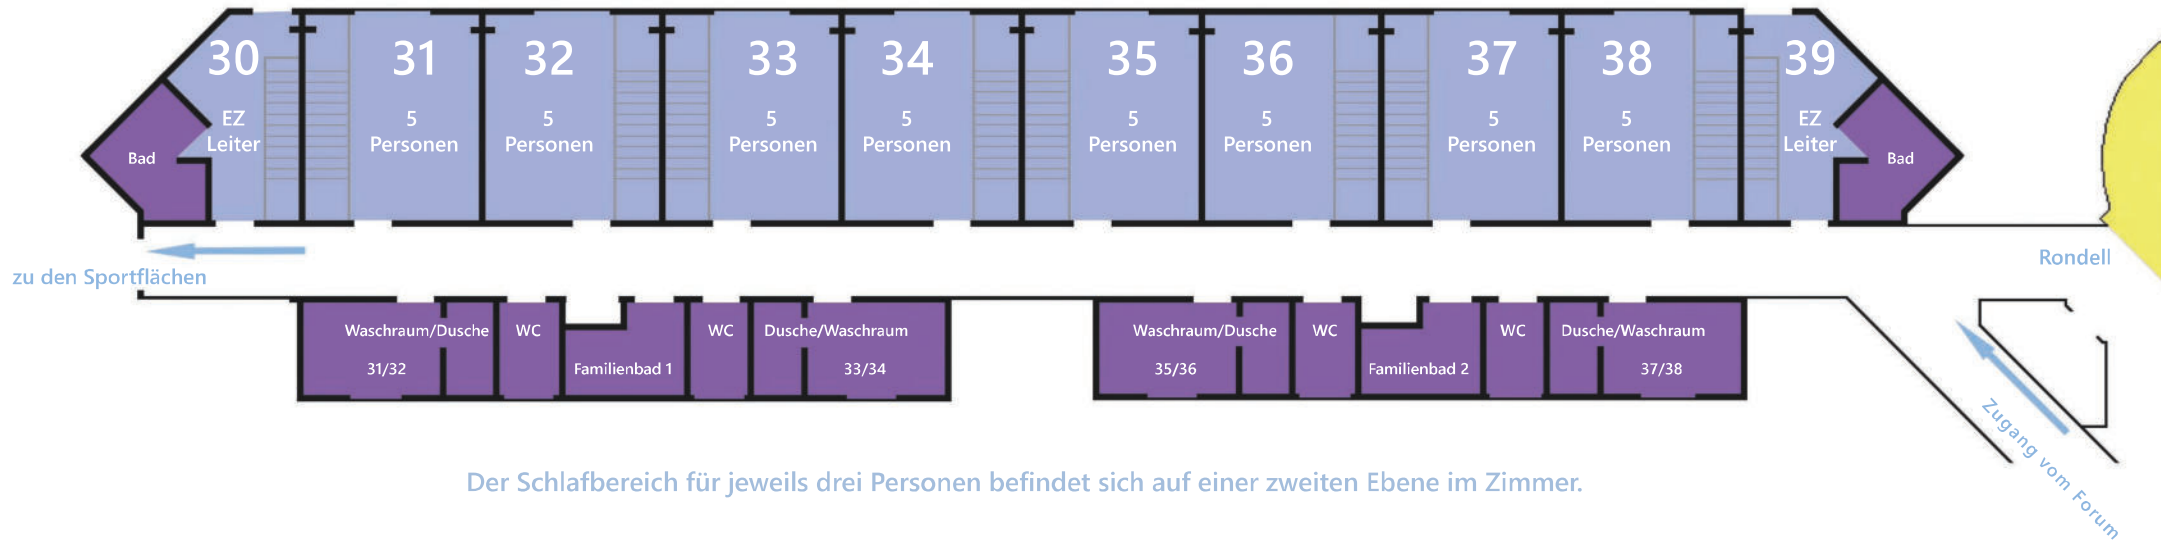 30
EZ
Leiter
Bad
31
5
Personen
32
5
Personen
33
5
Personen
34
5
Personen
35
5
Personen
36
5
Personen
37
5
Personen
38
5
Personen
39
EZ
Leiter
Bad
zu den Sportflächen
Rondell
Waschraum/Dusche
31/32
WC
Familienbad 1
WC
Dusche/Waschraum
33/34
Waschraum/Dusche
35/36
WC
Familienbad 2
WC
Dusche/Waschraum
37/38
Zugang vom Forum
Der Schlafbereich für jeweils drei Personen befindet sich auf einer zweiten Ebene im Zimmer.